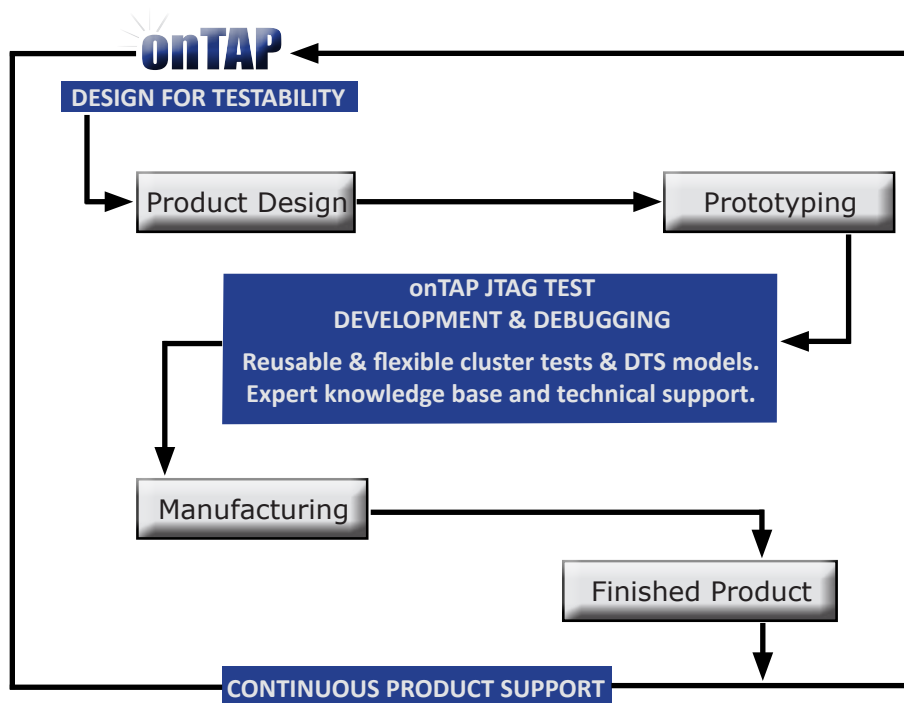 onTAP
DESIGN FOR TESTABILITY
Product Design
Prototyping
onTAP JTAG TEST
DEVELOPMENT & DEBUGGING
Reusable & flexible cluster tests & DTS models.
Expert knowledge base and technical support.
Manufacturing
Finished Product
CONTINUOUS PRODUCT SUPPORT